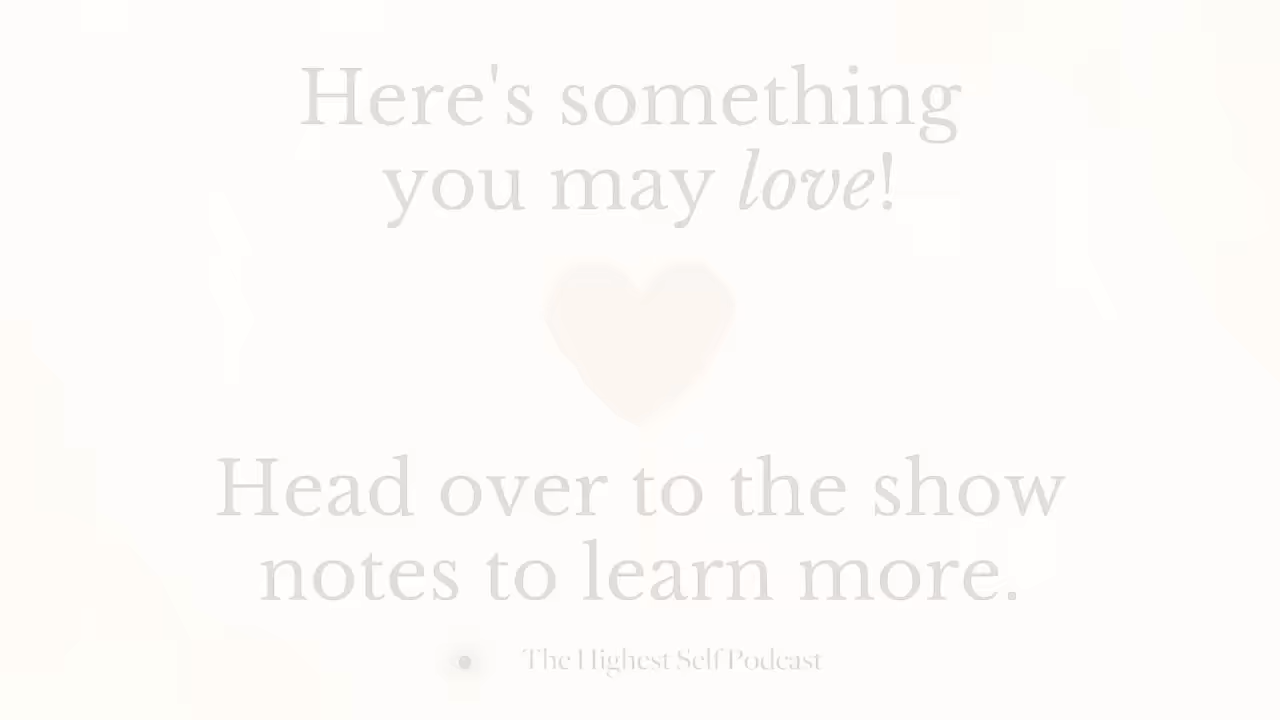 Here's something
you may love!
Head over to the show
notes to learn more.
The Highest Self Podcast